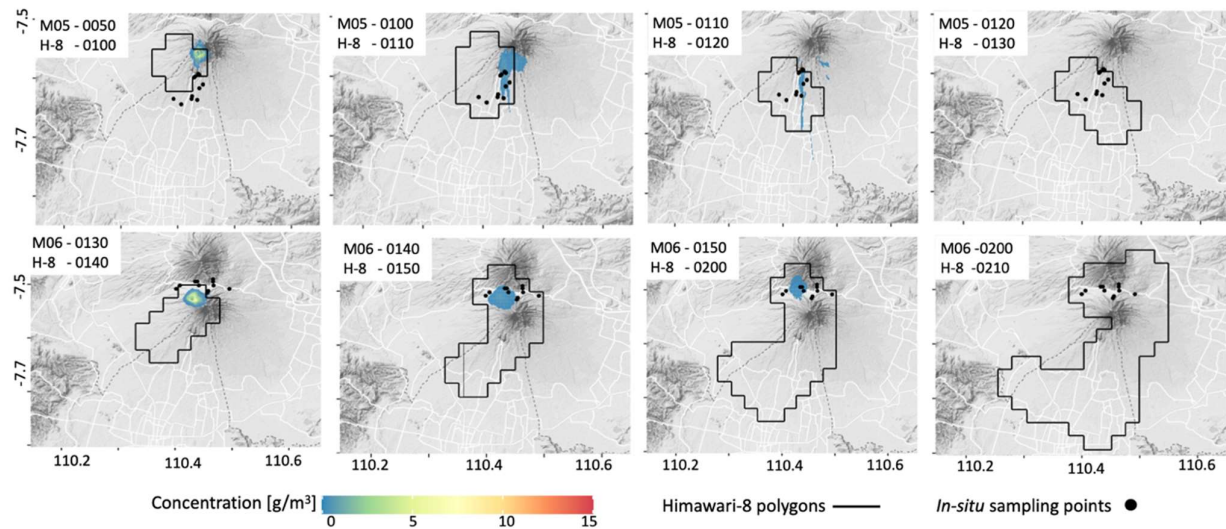 -7.5
-7.7
M05 - 0050
H-8 - 0100
M05 - 0100
H-8 - 0110
M05 - 0110
H-8 - 0120
M05 - 0120
H-8 - 0130
-7.5
-7.7
M06 - 0130
H-8 - 0140
M06 - 0140
H-8 - 0150
M06 - 0150
H-8 - 0200
M06 -0200
H-8 -0210
110.2 110.4 110.6
110.2 110.4 110.6
110.2 110.4 110.6
110.2 110.4 110.6
Concentration [g/m³]
0 5 10 15
Himawari-8 polygons
In-situ sampling points